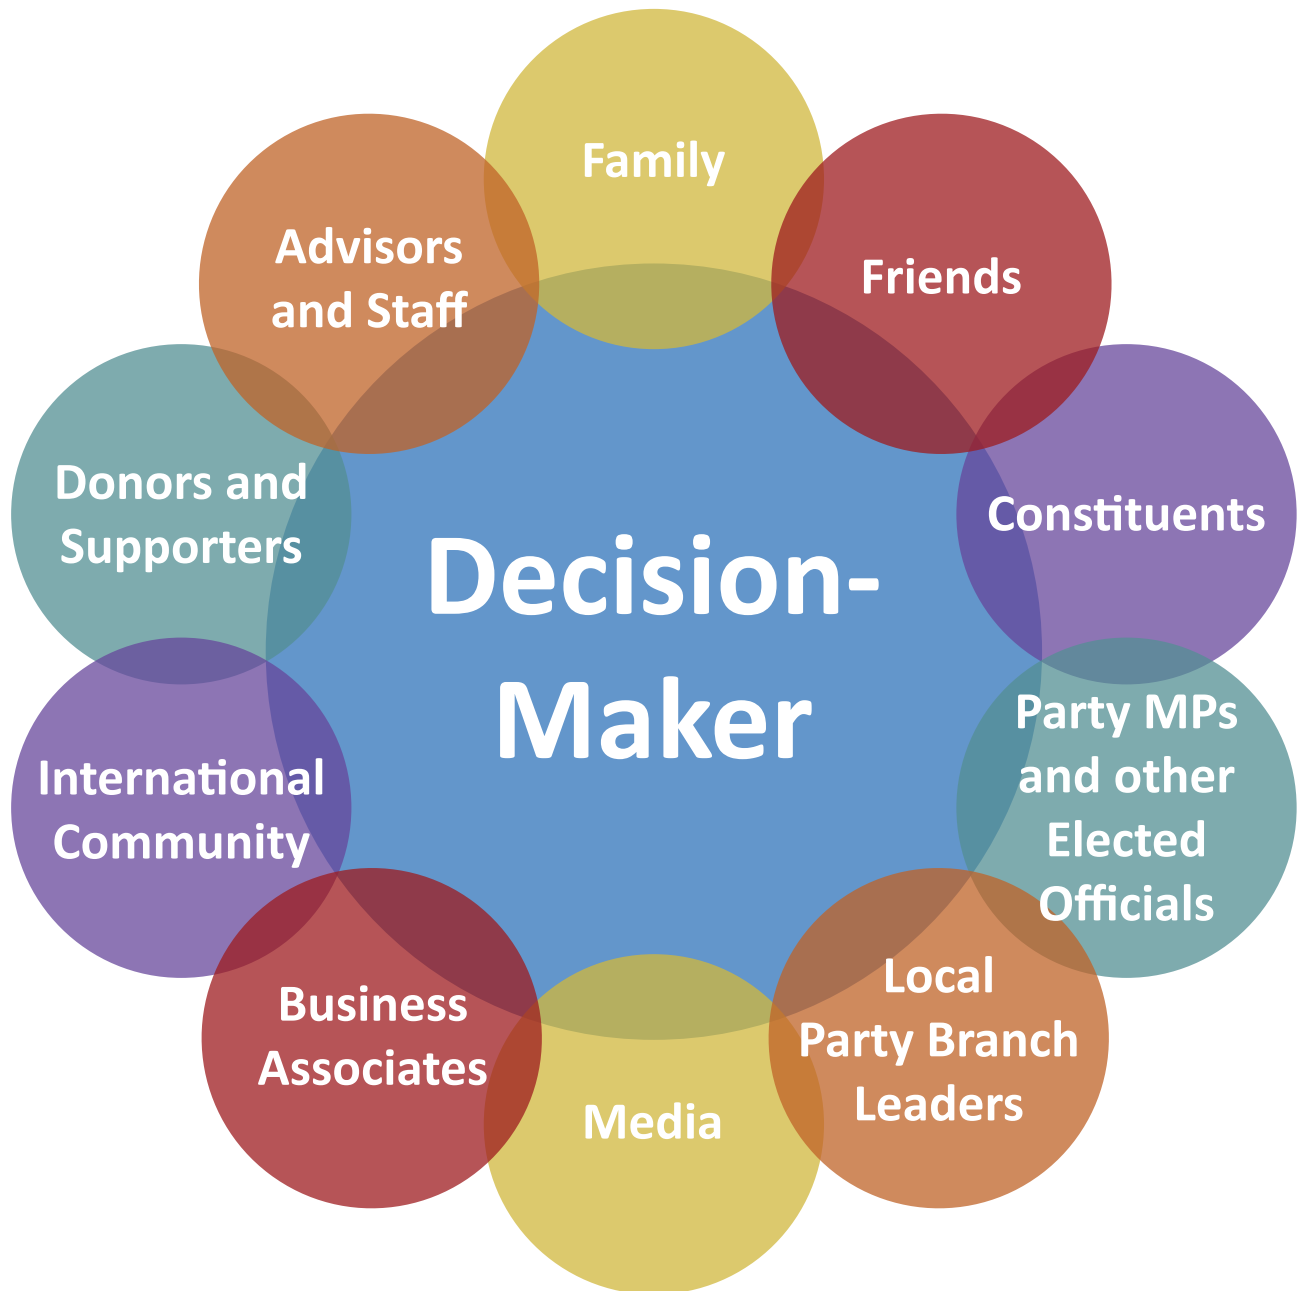 Family
Friends
Constituents
Party MPs
and other
Elected
Officials
Local
Party Branch
Leaders
Media
Business
Associates
International
Community
Donors and
Supporters
Advisors
and Staff
Decision-
Maker